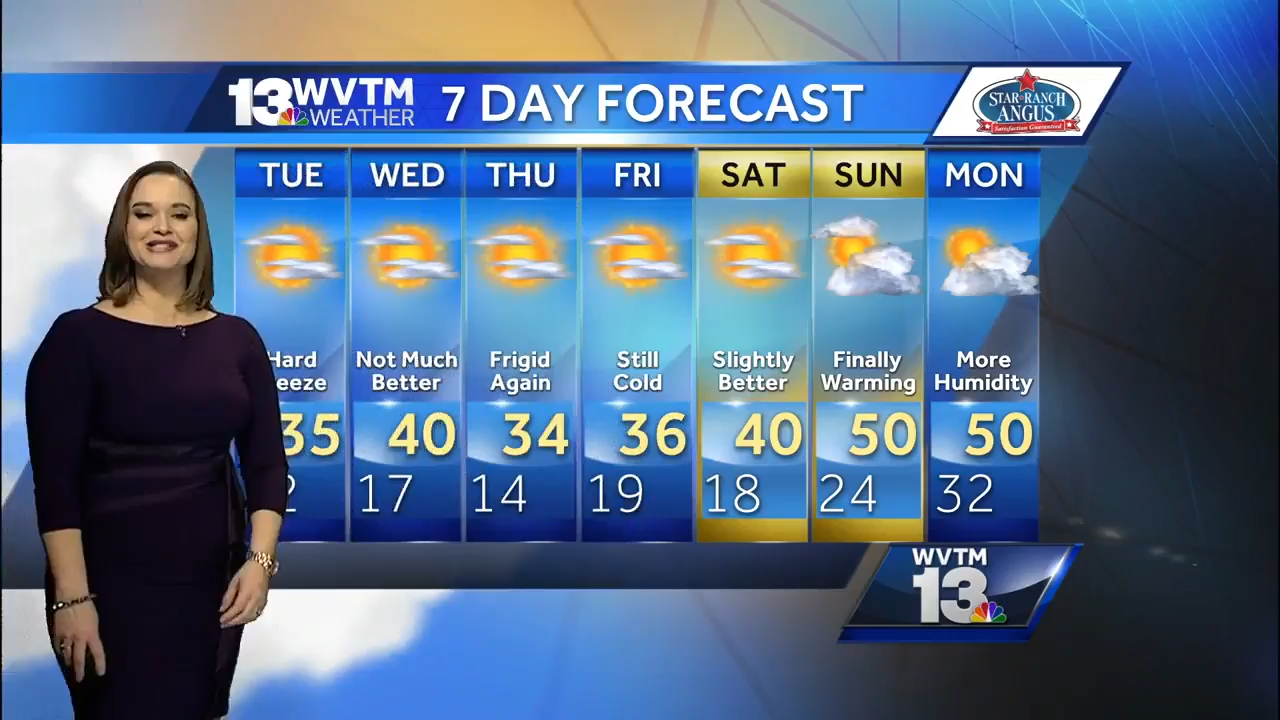 13 WVTM
WEATHER
7 DAY FORECAST
STAR RANCH
ANGUS
Satisfaction Guaranteed
TUE WED THU FRI SAT SUN MON
Hard Not Much Frigid Still Slightly Finally More
eeze Better Again Cold Better Warming Humidity
35 40 34 36 40 50 50
2 17 14 19 18 24 32
WVTM
13